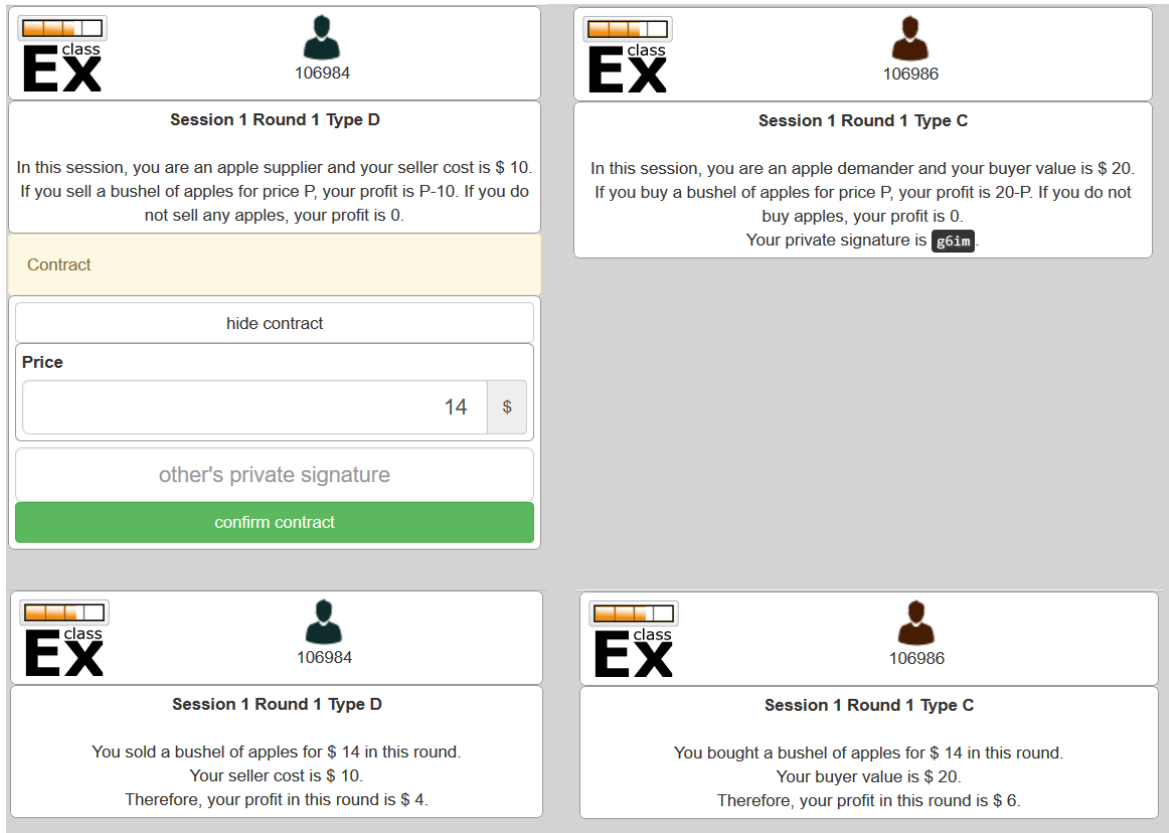 class
Ex
106984
Session 1 Round 1 Type D
In this session, you are an apple supplier and your seller cost is $ 10.
If you sell a bushel of apples for price P, your profit is P-10. If you do
not sell any apples, your profit is 0.
Contract
hide contract
Price
14 $
other's private signature
confirm contract
class
Ex
106986
Session 1 Round 1 Type C
In this session, you are an apple demander and your buyer value is $ 20.
If you buy a bushel of apples for price P, your profit is 20-P. If you do not
buy apples, your profit is 0.
Your private signature is g6im.
class
Ex
106984
Session 1 Round 1 Type D
You sold a bushel of apples for $ 14 in this round.
Your seller cost is $ 10.
Therefore, your profit in this round is $ 4.
class
Ex
106986
Session 1 Round 1 Type C
You bought a bushel of apples for $ 14 in this round.
Your buyer value is $ 20.
Therefore, your profit in this round is $ 6.